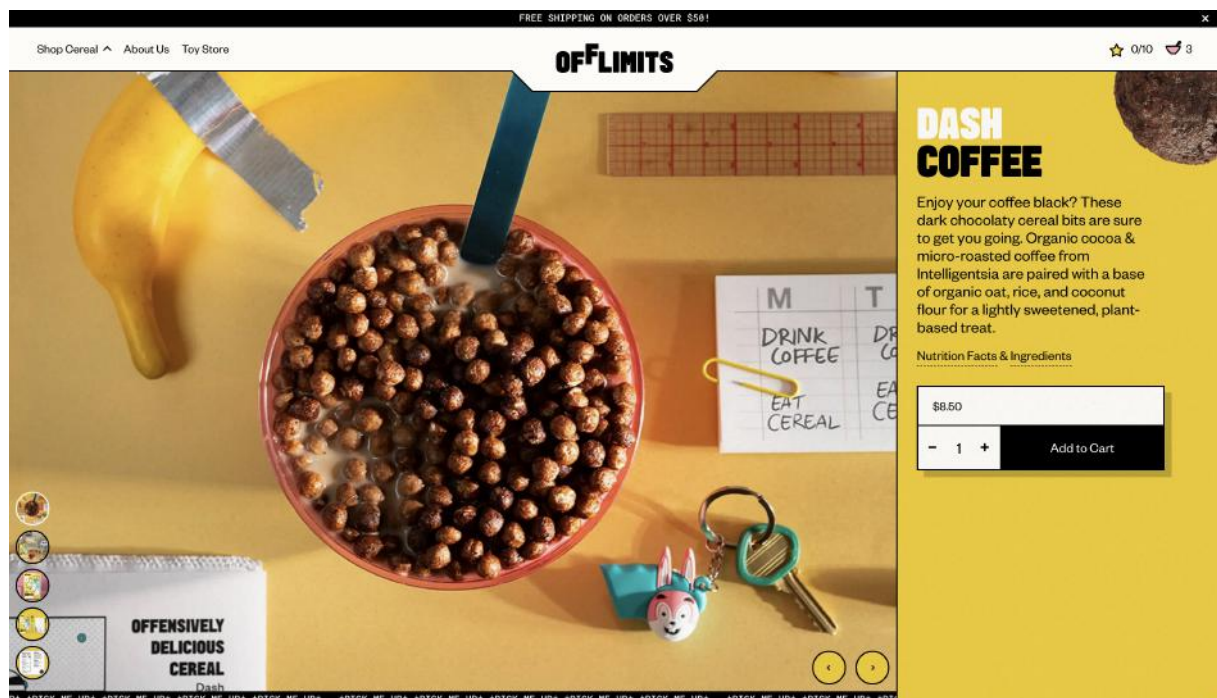 FREE SHIPPING ON ORDERS OVER $50!
×
Shop Cereal
About Us
Toy Store
OFFLIMITS
0/10
3
DASH
COFFEE
Enjoy your coffee black? These
dark chocolaty cereal bits are sure
to get you going. Organic cocoa &
micro-roasted coffee from
Intelligentsia are paired with a base
of organic oat, rice, and coconut
flour for a lightly sweetened, plant-
based treat.
Nutrition Facts & Ingredients
$8.50
− 1 +
Add to Cart
M T
DRINK
COFFEE
EAT
CEREAL
OFFENSIVELY
DELICIOUS
CEREAL
Dash